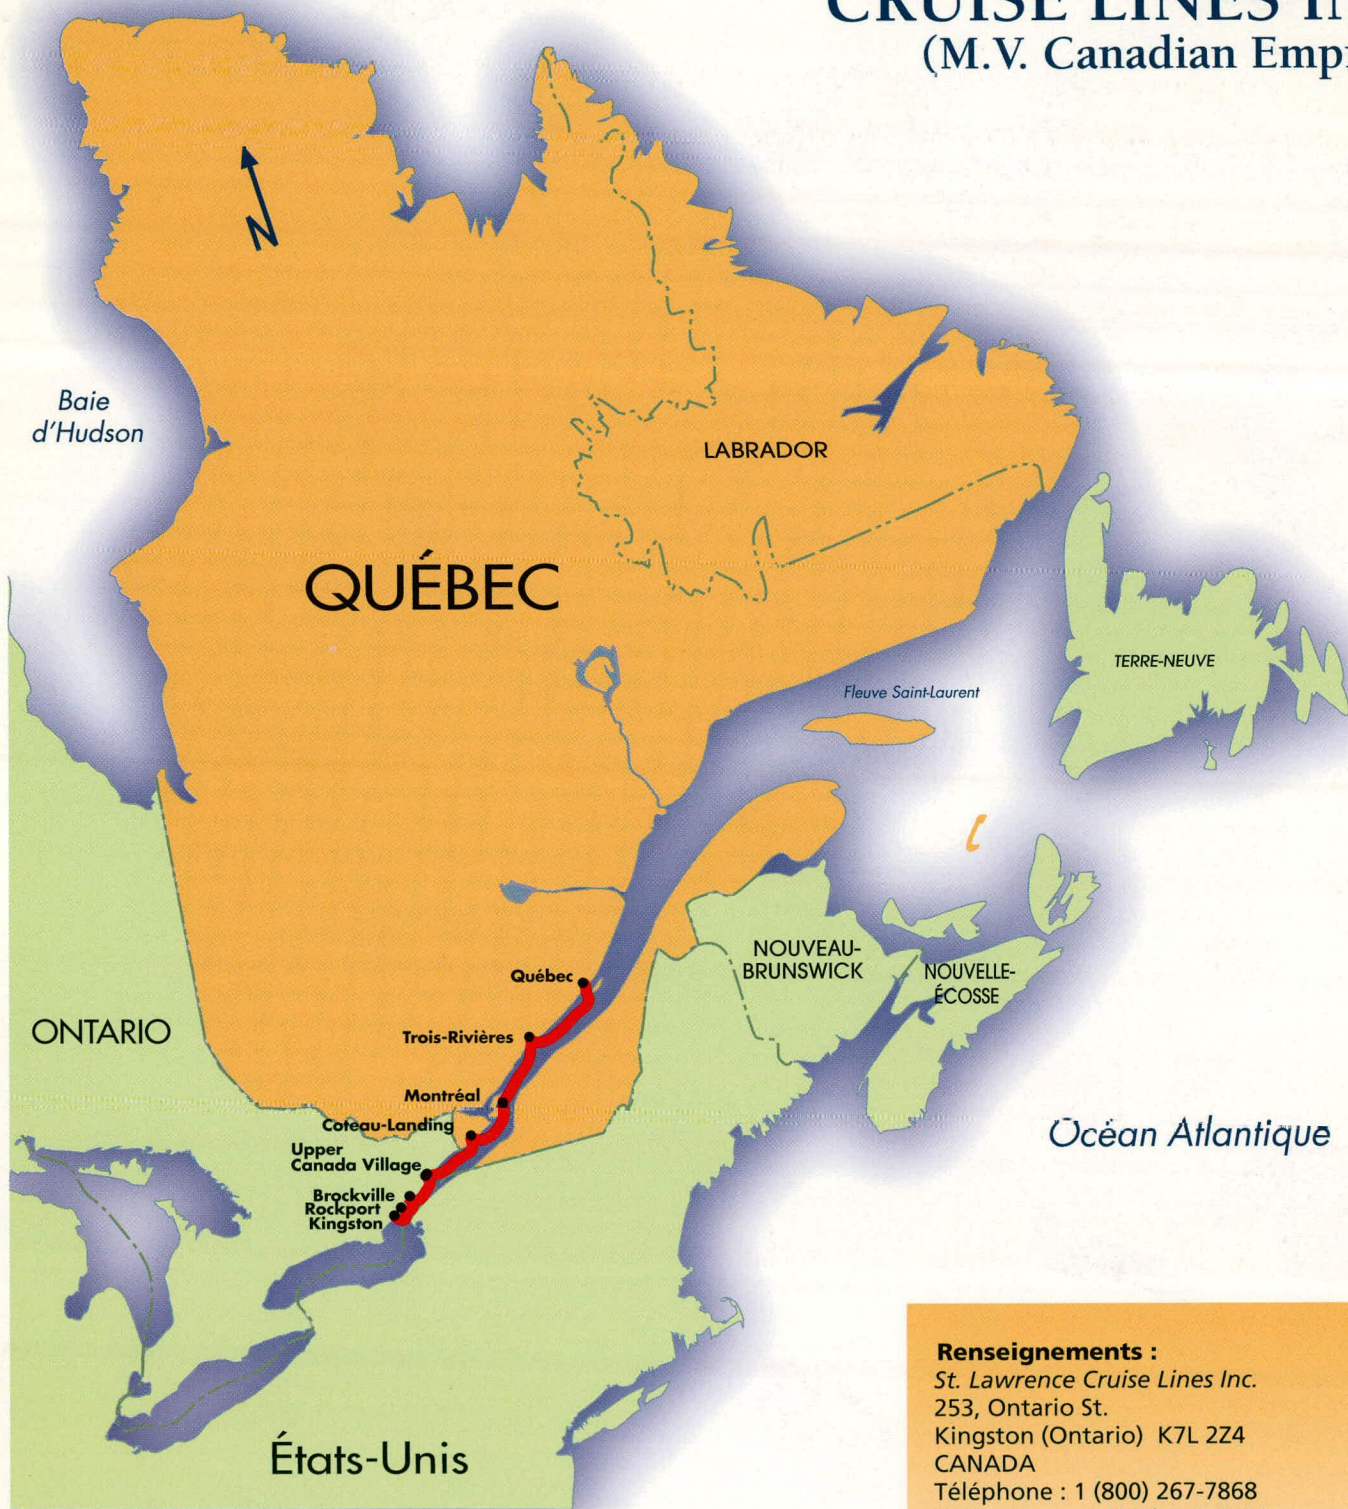 CRUISE LINES
(M.V. Canadian
N
Baie
d'Hudson
LABRADOR
QUÉBEC
TERRE-NEUVE
Fleuve Saint-Laurent
NOUVEAU-
BRUNSWICK
NOUVELLE-
ÉCOSSE
Québec
ONTARIO
Trois-Rivières
Montréal
Coteau-Landing
Océan Atlantique
Upper
Canada Village
Brockville
Rockport
Kingston
Renseignements :
St. Lawrence Cruise Lines Inc.
253, Ontario St.
Kingston (Ontario) K7L 2Z4
CANADA
Téléphone : 1 (800) 267-7868
États-Unis